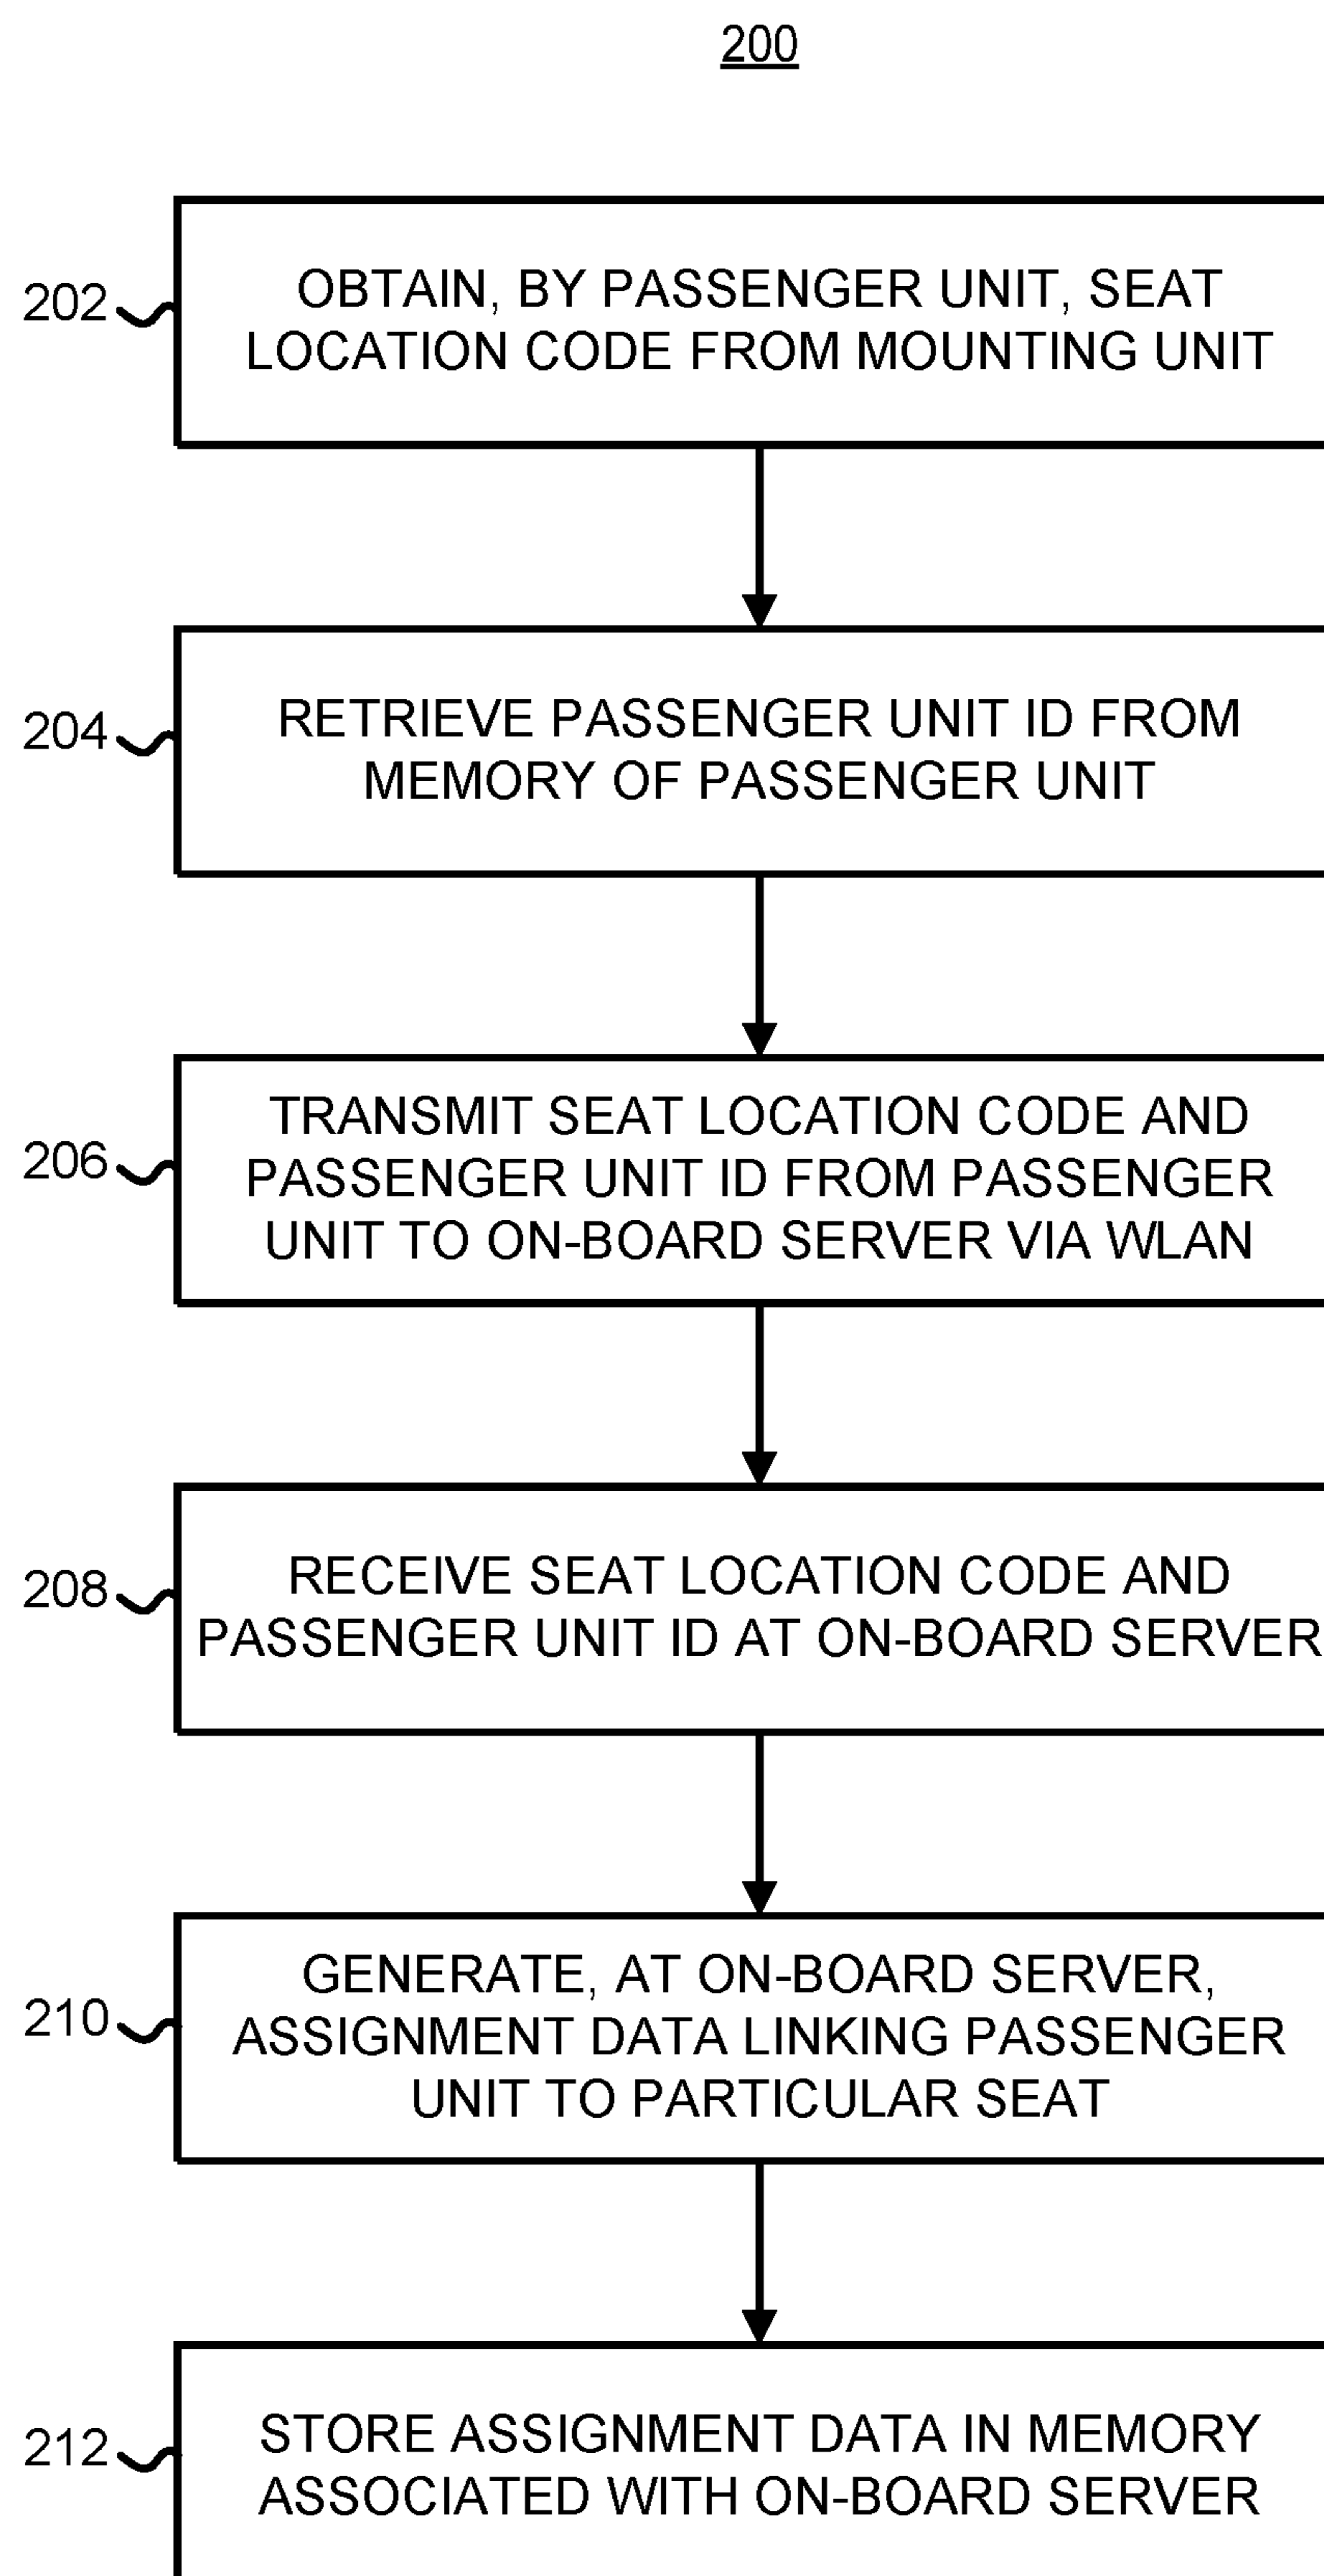 200
202
OBTAIN, BY PASSENGER UNIT, SEAT
LOCATION CODE FROM MOUNTING UNIT
204
RETRIEVE PASSENGER UNIT ID FROM
MEMORY OF PASSENGER UNIT
206
TRANSMIT SEAT LOCATION CODE AND
PASSENGER UNIT ID FROM PASSENGER
UNIT TO ON-BOARD SERVER VIA WLAN
208
RECEIVE SEAT LOCATION CODE AND
PASSENGER UNIT ID AT ON-BOARD SERVER
210
GENERATE, AT ON-BOARD SERVER,
ASSIGNMENT DATA LINKING PASSENGER
UNIT TO PARTICULAR SEAT
212
STORE ASSIGNMENT DATA IN MEMORY
ASSOCIATED WITH ON-BOARD SERVER